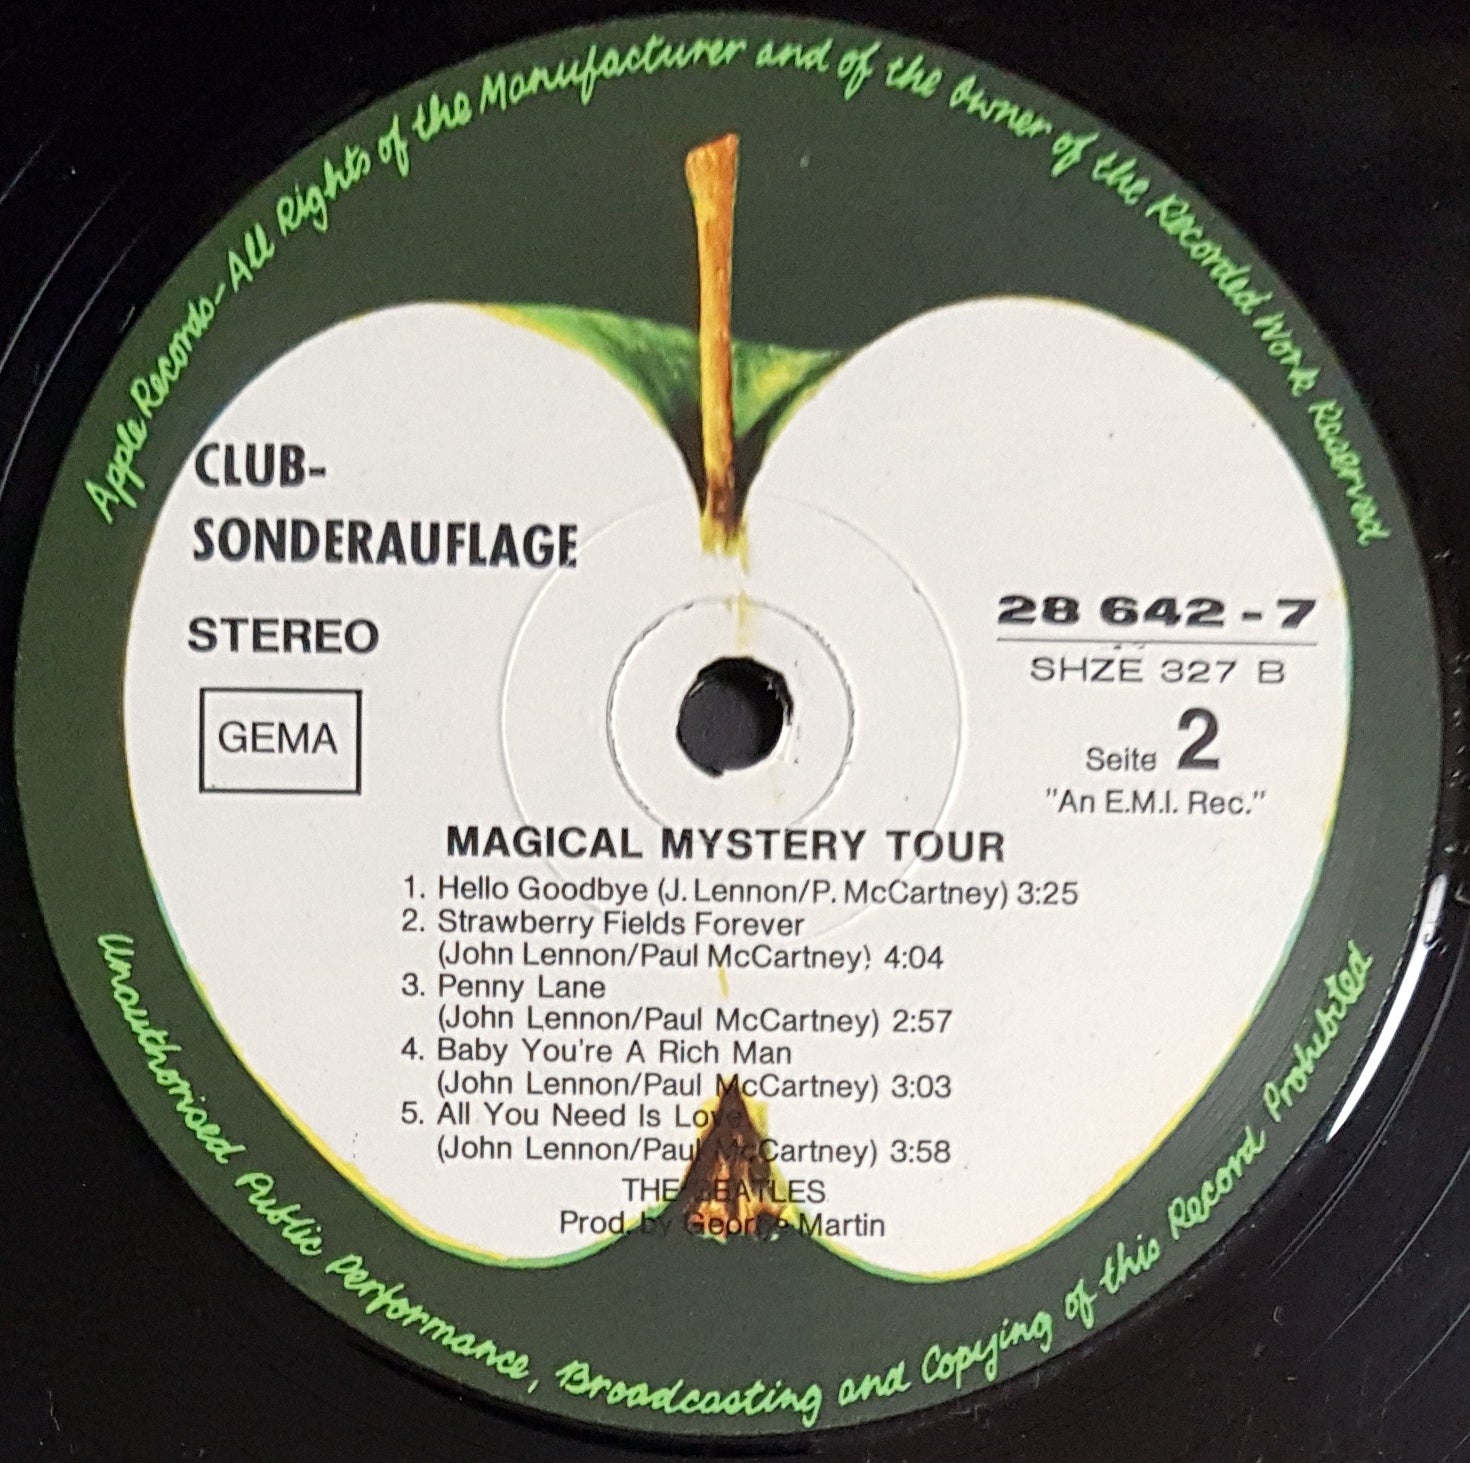 Apple Records - All Rights of the Manufacturer and of the Owner of the Recorded Work Reserved
CLUB-
SONDERAUFLAGE
STEREO
GEMA
28 642 - 7
SHZE 327 B
Seite 2
"An E.M.I. Rec."
MAGICAL MYSTERY TOUR
1. Hello Goodbye (J. Lennon/P. McCartney) 3:25
2. Strawberry Fields Forever
(John Lennon/Paul McCartney) 4:04
3. Penny Lane
(John Lennon/Paul McCartney) 2:57
4. Baby You're A Rich Man
(John Lennon/Paul McCartney) 3:03
5. All You Need Is Love
(John Lennon/Paul McCartney) 3:58
THE BEATLES
Prod. by George Martin
Unauthorised Public Performance, Broadcasting and Copying of this Record Prohibited